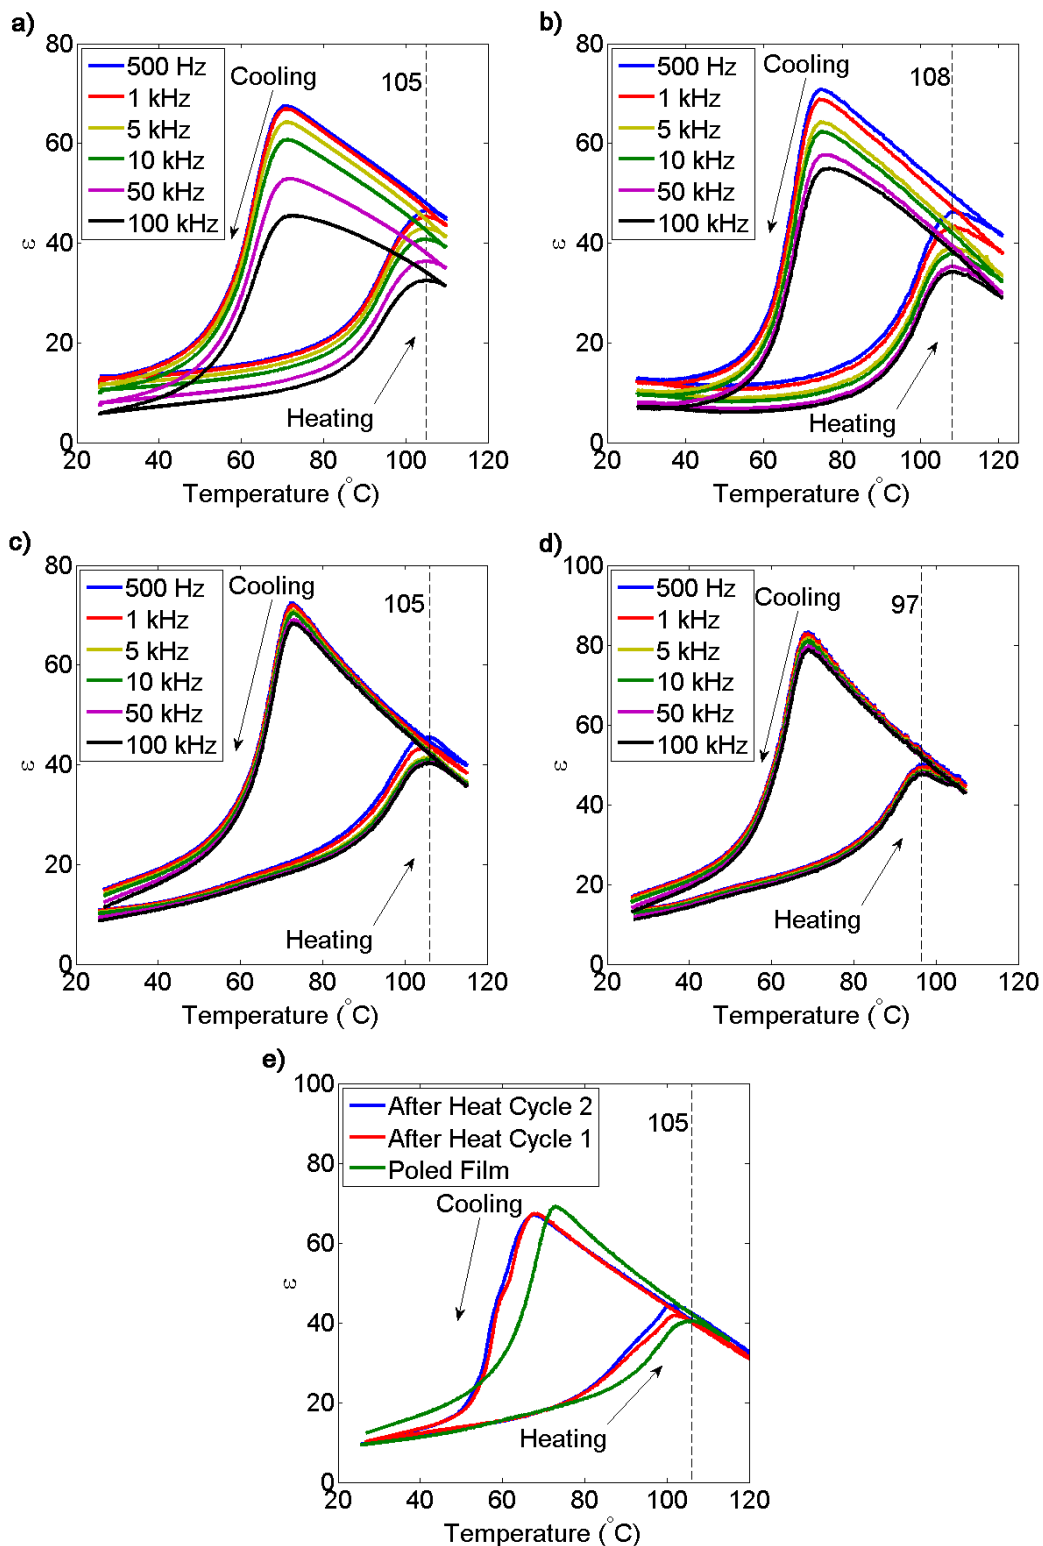 a)
80
60
40
20
0
ε
500 Hz
1 kHz
5 kHz
10 kHz
50 kHz
100 kHz
Cooling
105
Heating
20 40 60 80 100 120
Temperature (°C)
b)
80
60
40
20
0
ε
500 Hz
1 kHz
5 kHz
10 kHz
50 kHz
100 kHz
Cooling
108
Heating
20 40 60 80 100 120
Temperature (°C)
c)
80
60
40
20
0
ε
500 Hz
1 kHz
5 kHz
10 kHz
50 kHz
100 kHz
Cooling
105
Heating
20 40 60 80 100 120
Temperature (°C)
d)
100
80
60
40
20
0
ε
500 Hz
1 kHz
5 kHz
10 kHz
50 kHz
100 kHz
Cooling
97
Heating
20 40 60 80 100 120
Temperature (°C)
e)
100
80
60
40
20
0
ε
After Heat Cycle 2
After Heat Cycle 1
Poled Film
105
Cooling
Heating
20 40 60 80 100 120
Temperature (°C)